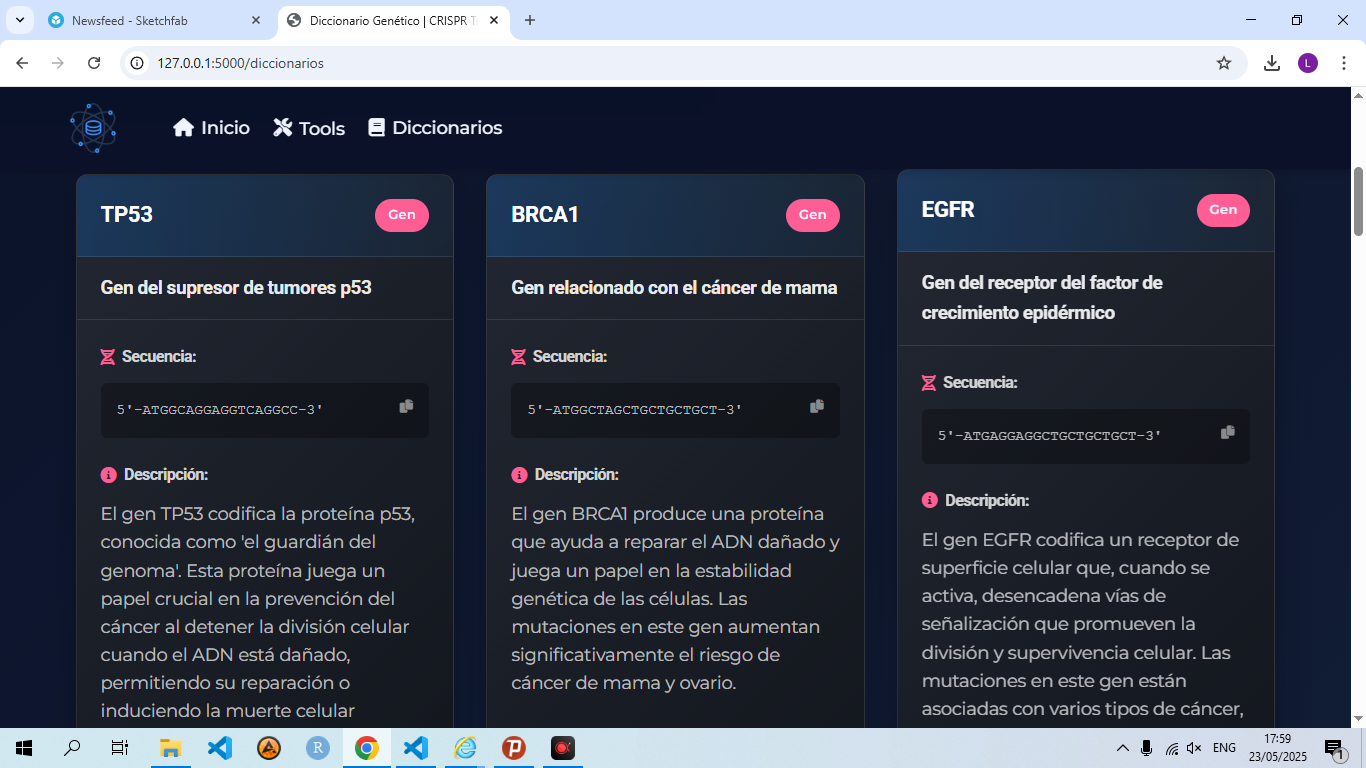 Newsfeed - Sketchfab
Diccionario Genético | CRISPR T
127.0.0.1:5000/diccionarios
L
Inicio
Tools
Diccionarios
TP53
Gen
Gen del supresor de tumores p53
Secuencia:
5'-ATGGCAGGAGGTCAGGCC-3'
Descripción:
El gen TP53 codifica la proteína p53,
conocida como 'el guardián del
genoma'. Esta proteína juega un
papel crucial en la prevención del
cáncer al detener la división celular
cuando el ADN está dañado,
permitiendo su reparación o
induciendo la muerte celular
BRCA1
Gen
Gen relacionado con el cáncer de mama
Secuencia:
5'-ATGGCTAGCTGCTGCTGCT-3'
Descripción:
El gen BRCA1 produce una proteína
que ayuda a reparar el ADN dañado y
juega un papel en la estabilidad
genética de las células. Las
mutaciones en este gen aumentan
significativamente el riesgo de
cáncer de mama y ovario.
EGFR
Gen
Gen del receptor del factor de
crecimiento epidérmico
Secuencia:
5'-ATGAGGAGGCTGCTGCTGCT-3'
Descripción:
El gen EGFR codifica un receptor de
superficie celular que, cuando se
activa, desencadena vías de
señalización que promueven la
división y supervivencia celular. Las
mutaciones en este gen están
asociadas con varios tipos de cáncer,
R
ENG
17:59
23/05/2025
1